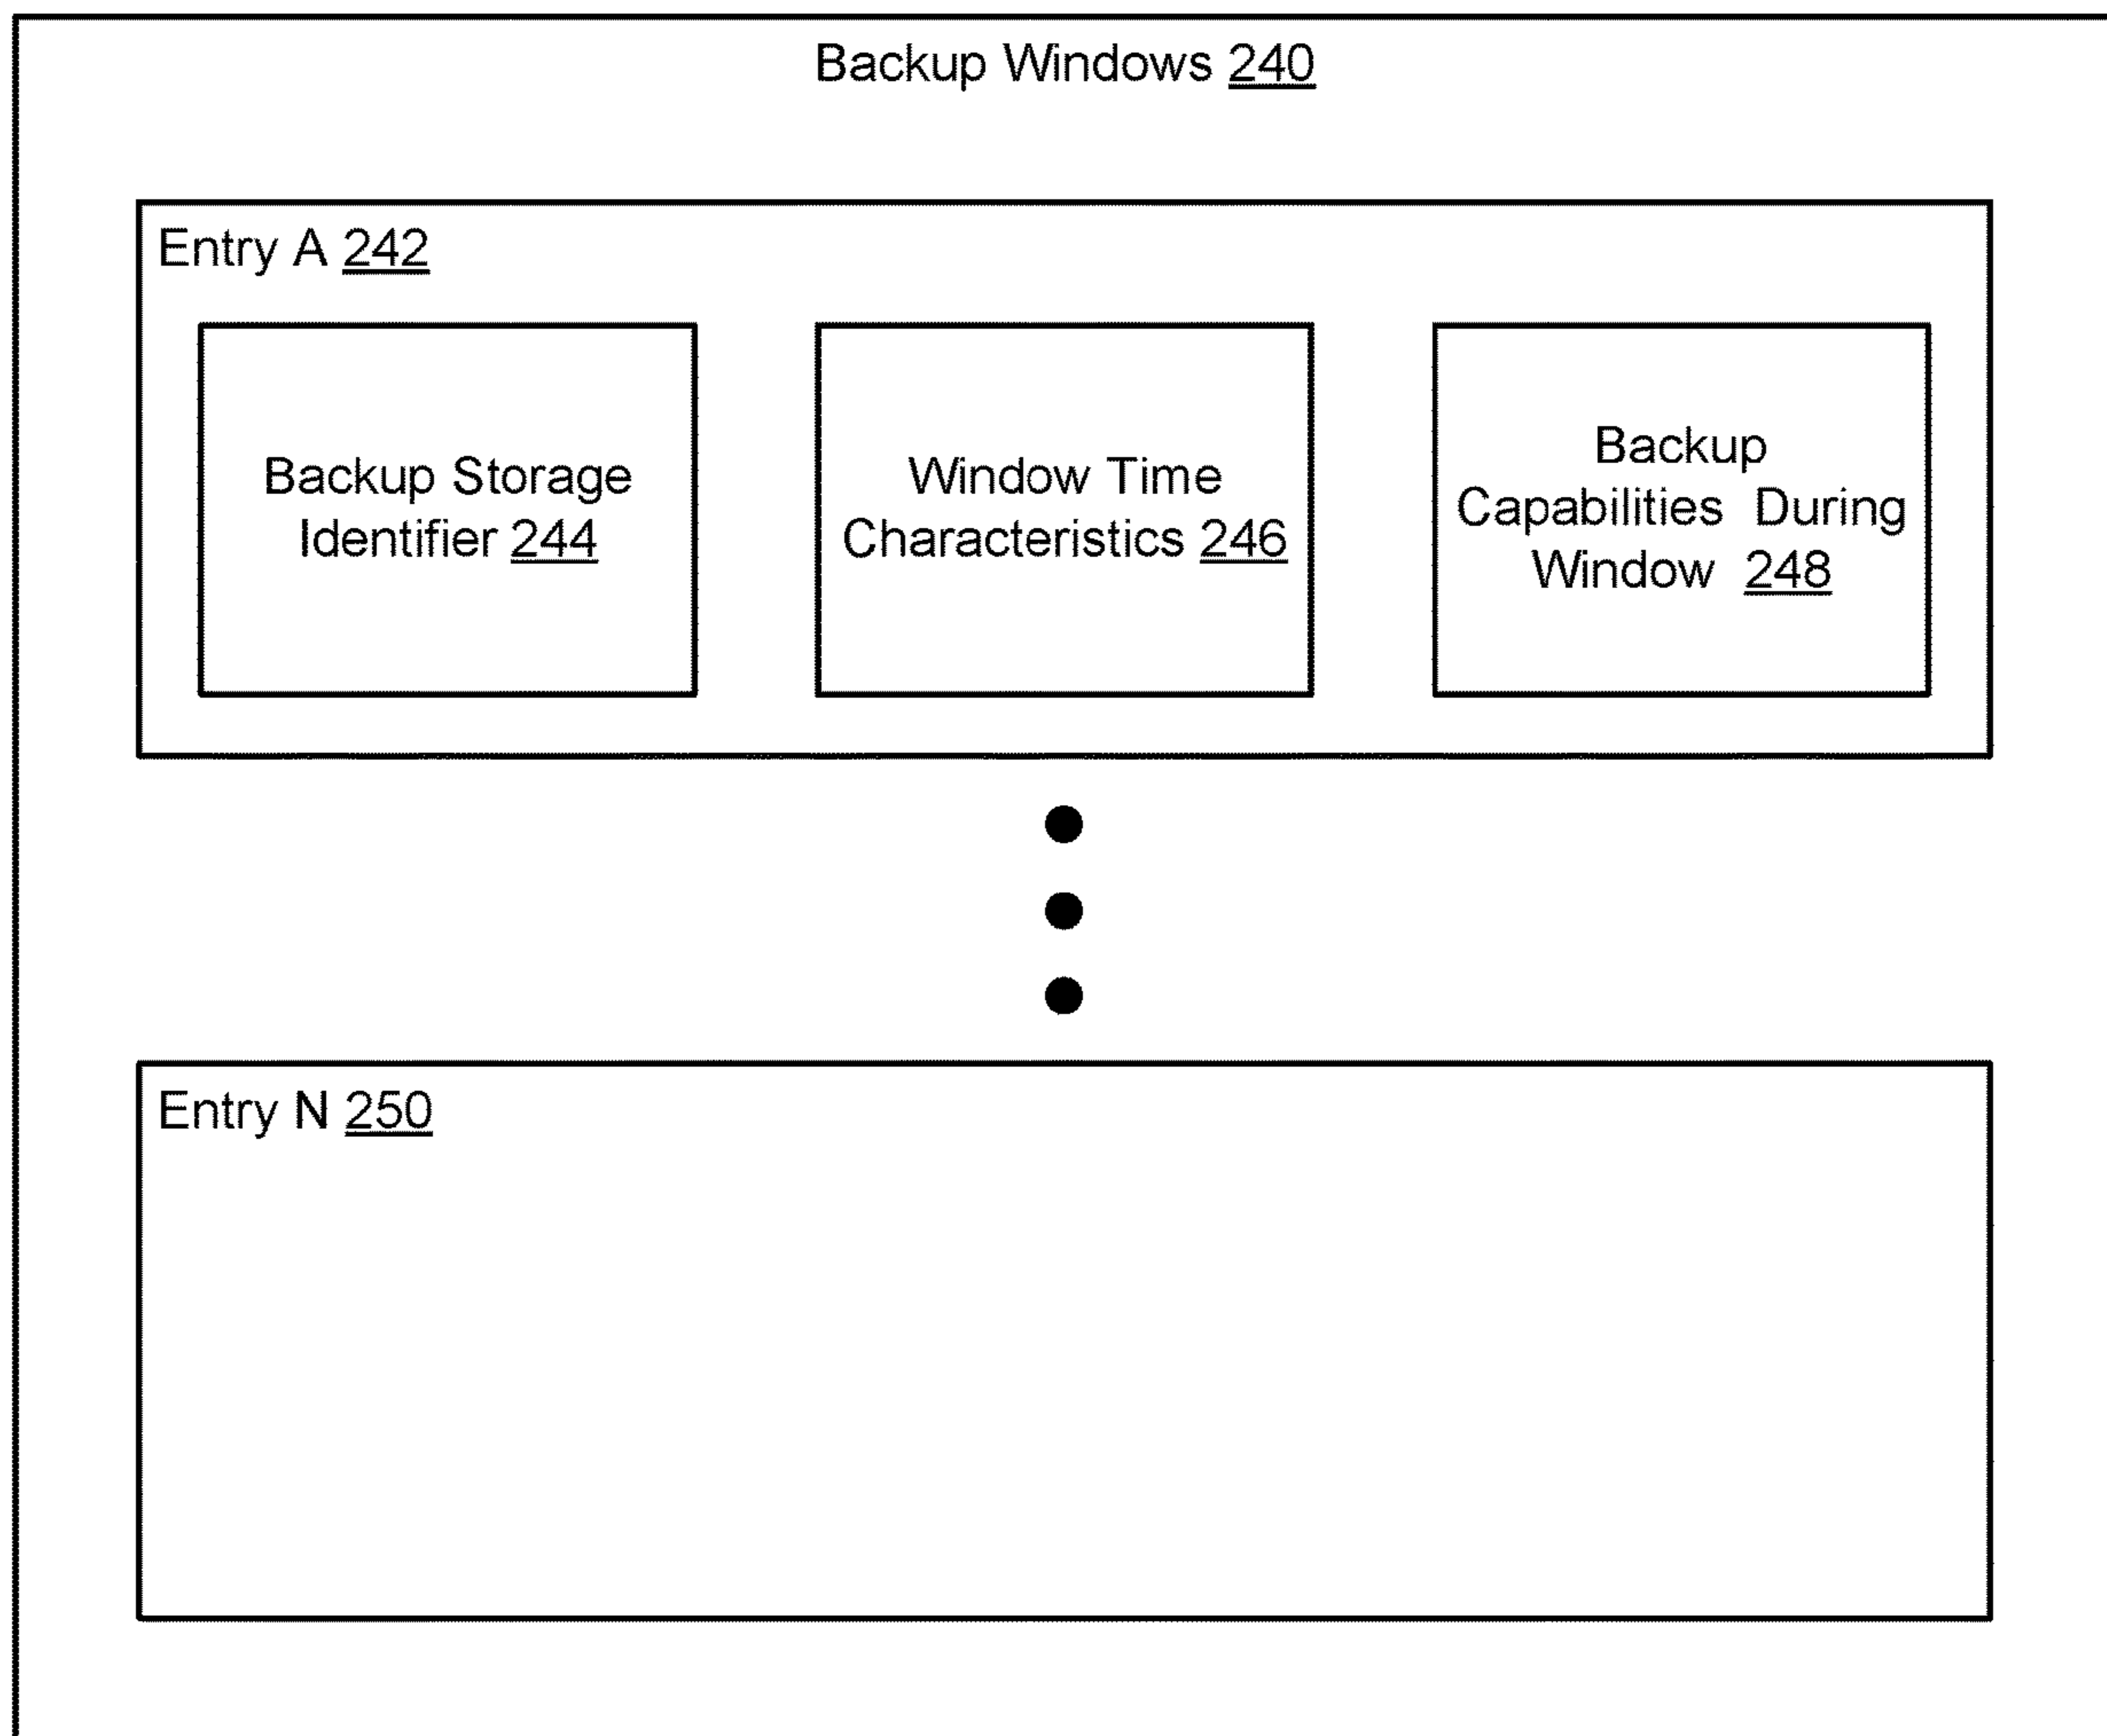 Backup Windows 240
Entry A 242
Backup Storage
Identifier 244
Window Time
Characteristics 246
Backup
Capabilities During
Window 248
Entry N 250